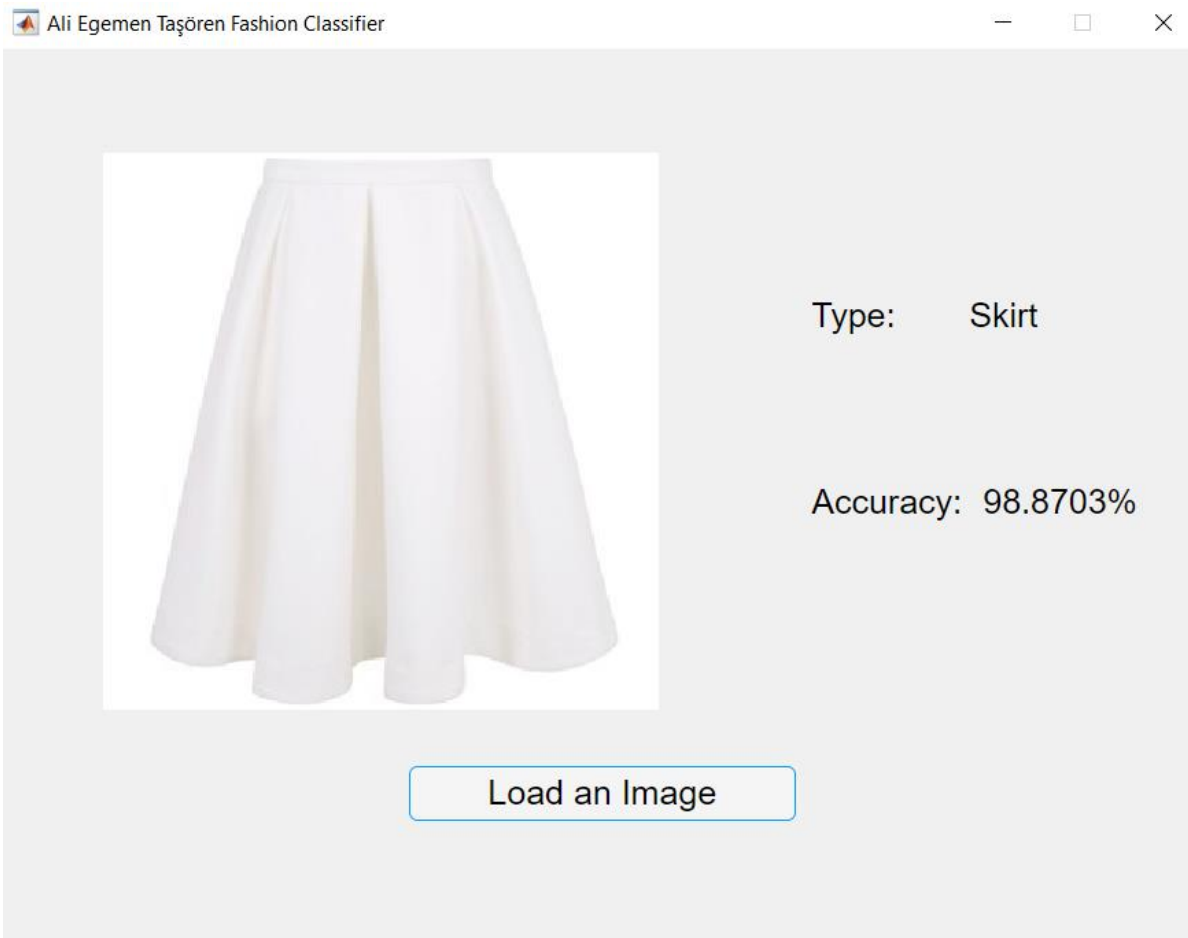 Ali Egemen Taşören Fashion Classifier
Type: Skirt
Accuracy: 98.8703%
Load an Image